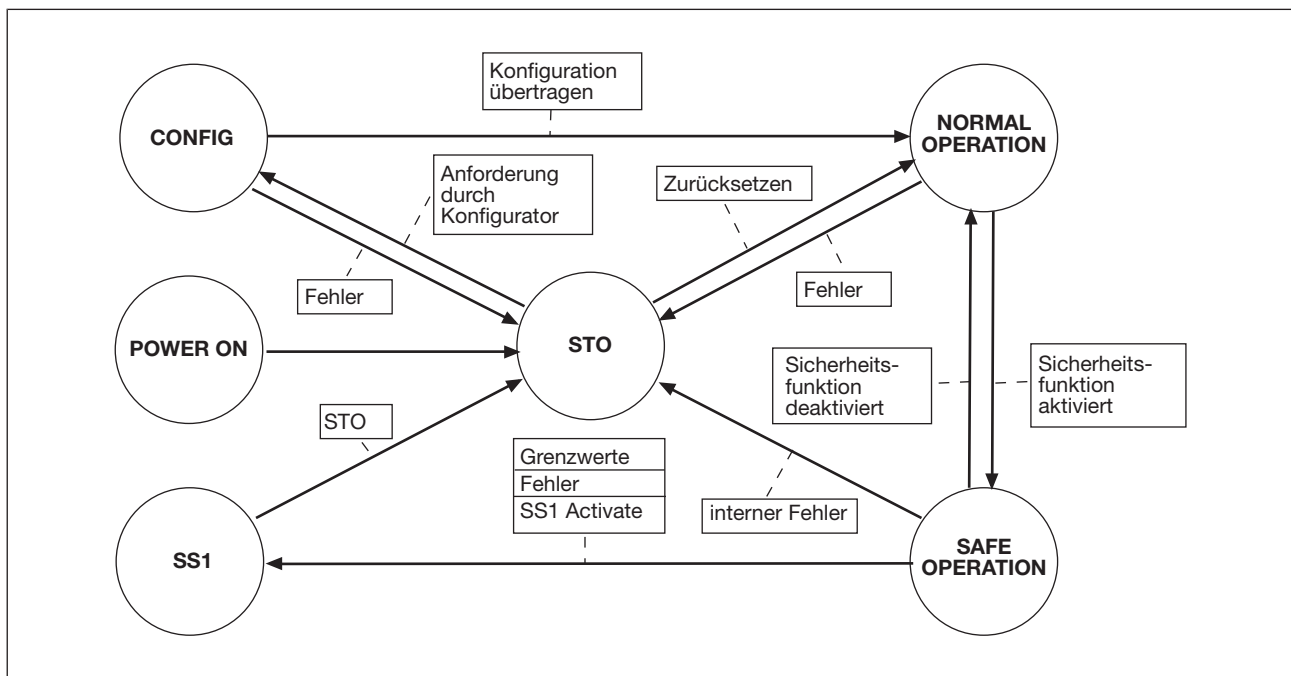 Konfiguration
übertragen
CONFIG
NORMAL
OPERATION
Anforderung
durch
Konfigurator
Zurücksetzen
Fehler
Fehler
POWER ON
STO
Sicherheits-
funktion
deaktiviert
Sicherheits-
funktion
aktiviert
STO
Grenzwerte
Fehler
SS1 Activate
interner Fehler
SS1
SAFE
OPERATION